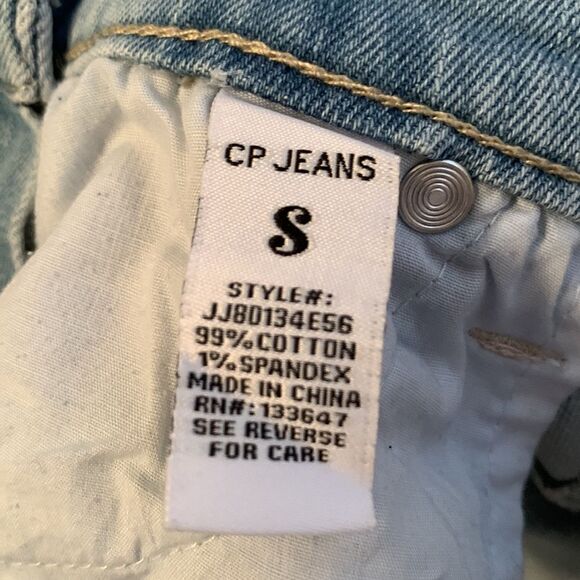 CP JEANS
S
STYLE#:
JJ80134E56
99% COTTON
1% SPANDEX
MADE IN CHINA
RN#: 133647
SEE REVERSE
FOR CARE